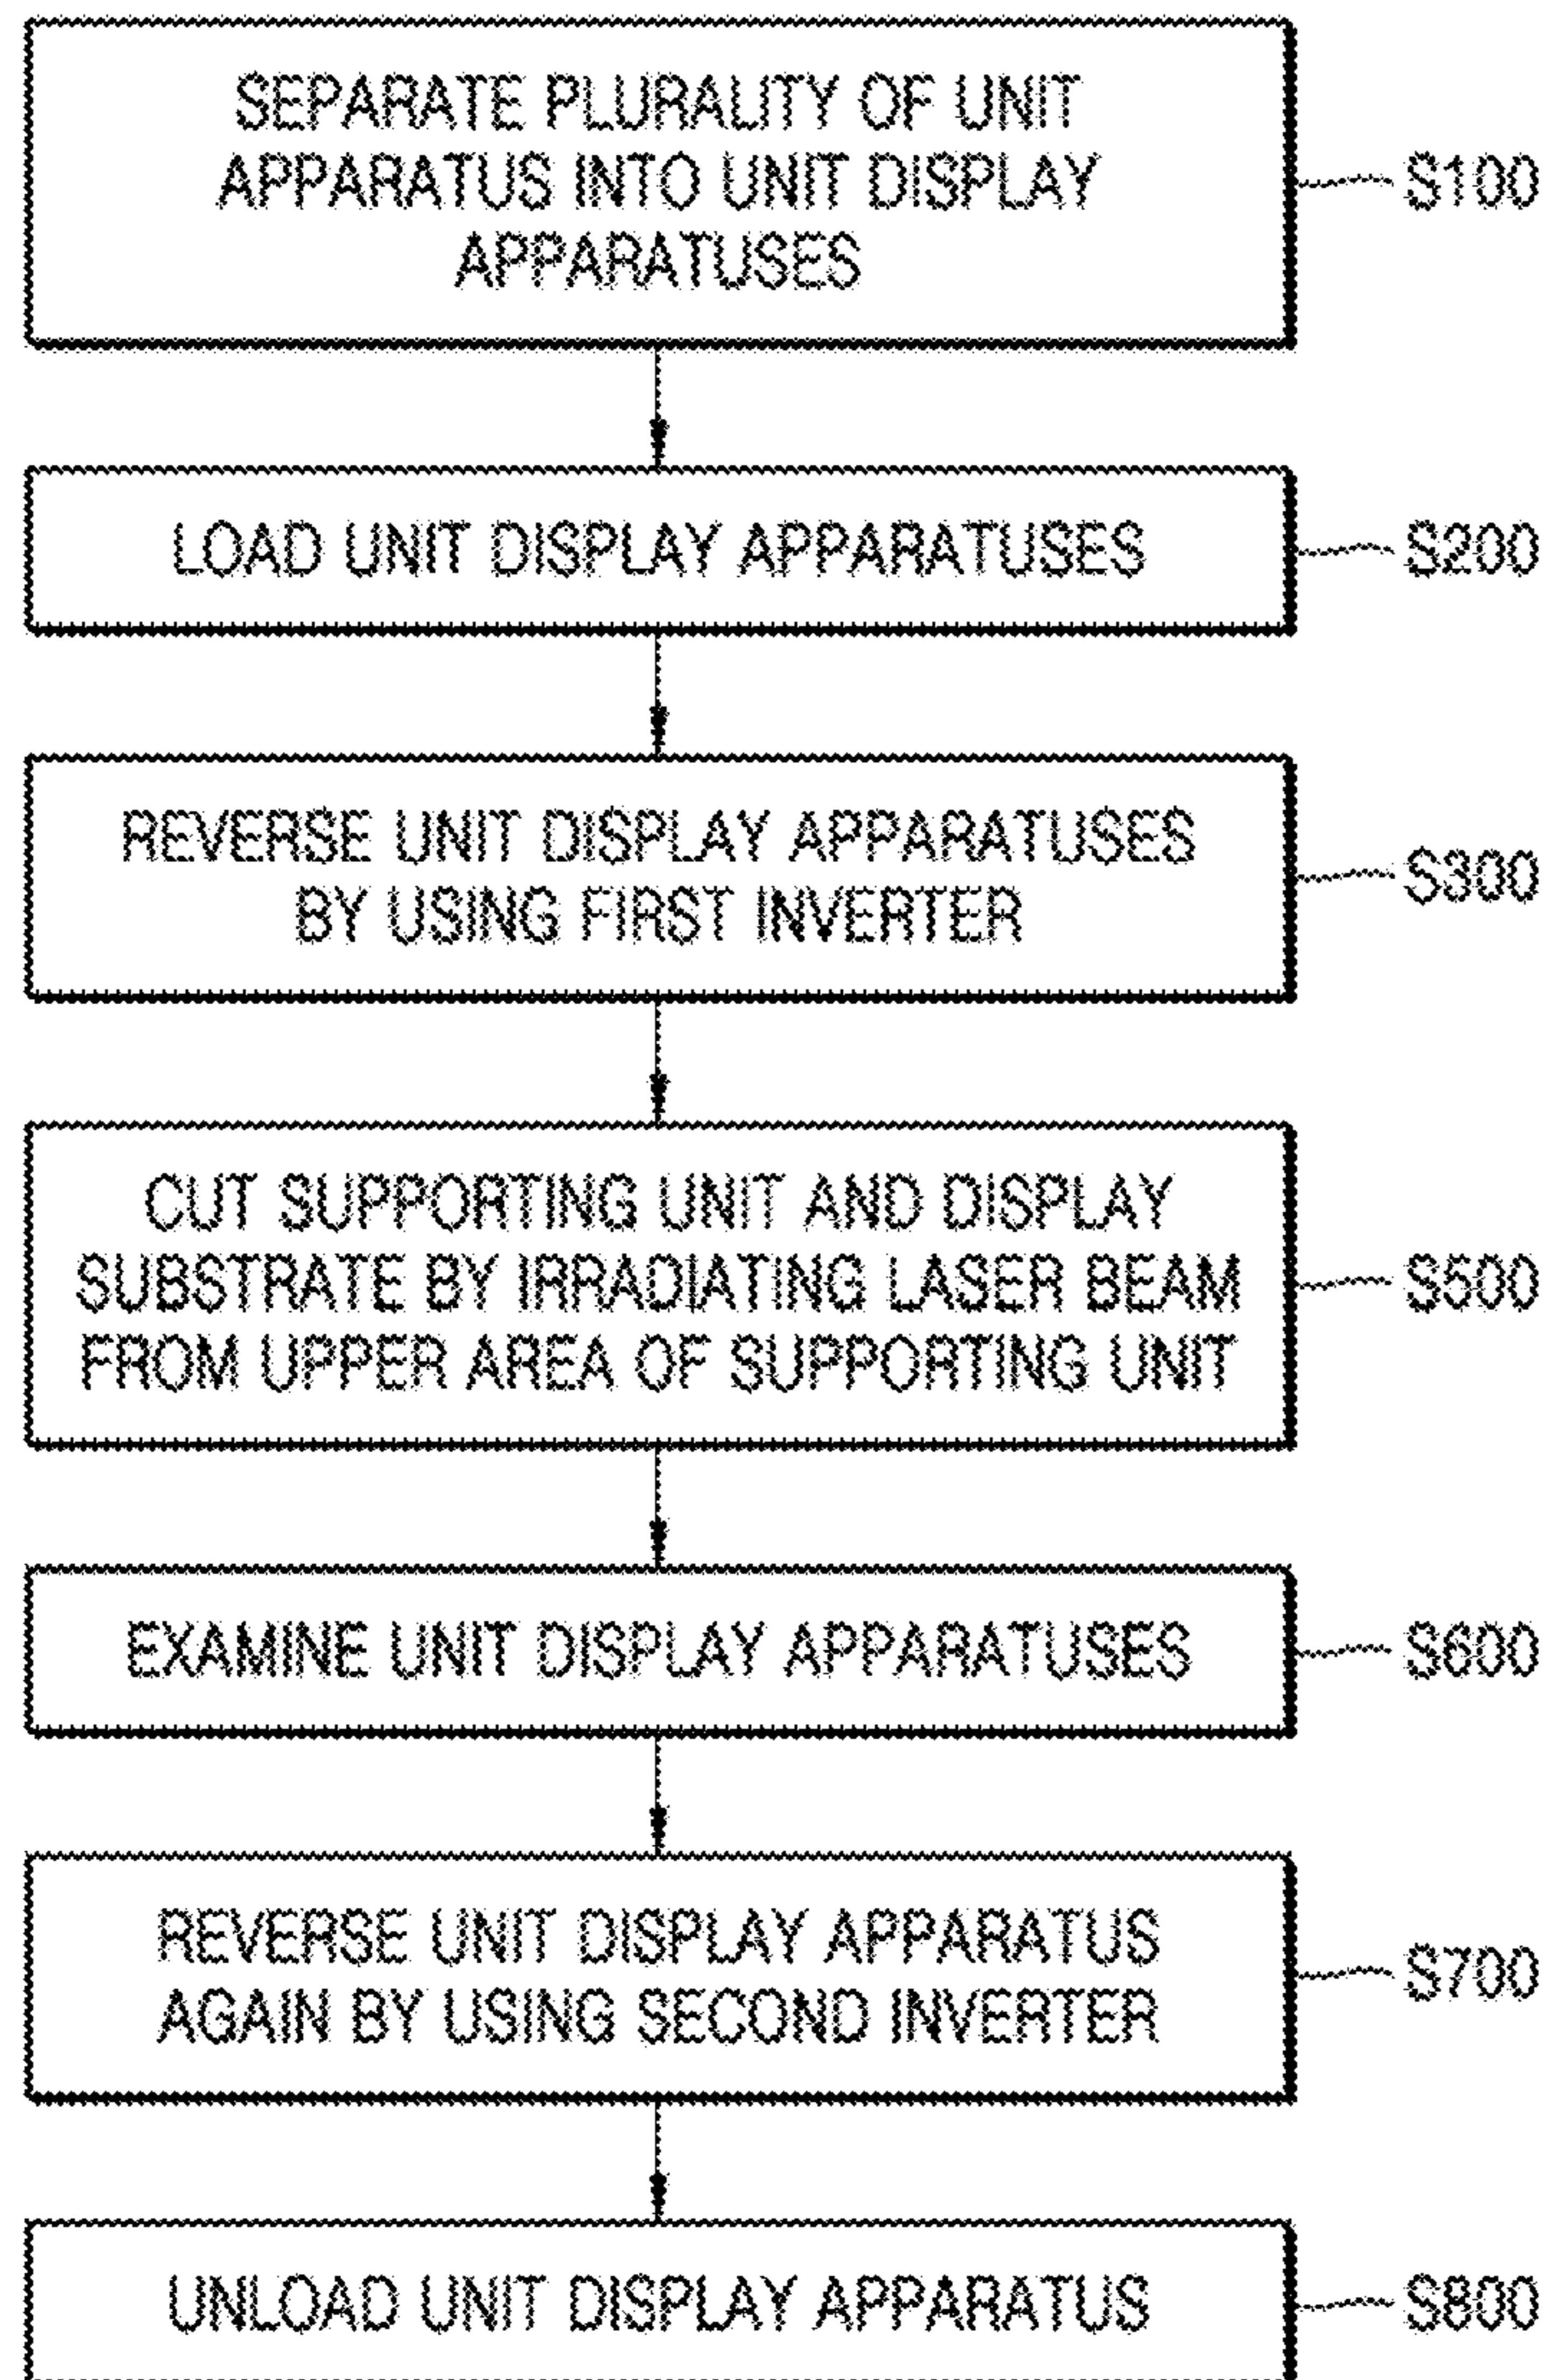 SEPARATE PLURALITY OF UNIT
APPARATUS INTO UNIT DISPLAY
APPARATUSES
S100
LOAD UNIT DISPLAY APPARATUSES
S200
REVERSE UNIT DISPLAY APPARATUSES
BY USING FIRST INVERTER
S300
CUT SUPPORTING UNIT AND DISPLAY
SUBSTRATE BY IRRADIATING LASER BEAM
FROM UPPER AREA OF SUPPORTING UNIT
S500
EXAMINE UNIT DISPLAY APPARATUSES
S600
REVERSE UNIT DISPLAY APPARATUS
AGAIN BY USING SECOND INVERTER
S700
UNLOAD UNIT DISPLAY APPARATUS
S800